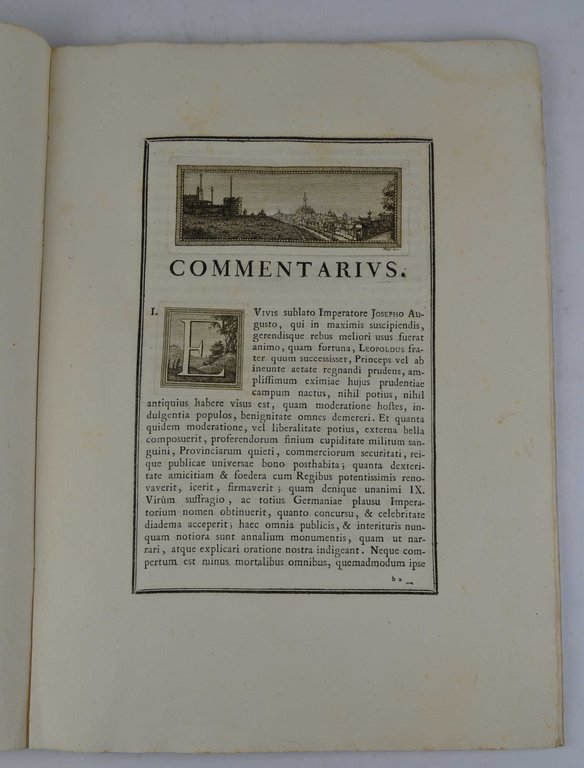 COMMENTARIVS.
I. E VIVIS sublato Imperatore JOSEPHO Au-
gusto, qui in maximis suscipiendis,
gerendisque rebus meliori usus fuerat
animo, quam fortuna, LEOPOLDUS fra-
ter quum successisset, Princeps vel ab
ineunte aetate regnandi prudens, am-
plissimum eximiae hujus prudentiae
campum nactus, nihil potius, nihil
antiquius habere visus est, quam moderatione hostes, in-
dulgentia populos, benignitate omnes demereri. Et quanta
quidem moderatione, vel liberalitate potius, externa bella
composuerit, proferendorum finium cupiditate militum san-
guini, Provinciarum quieti, commerciorum securitati, rei-
que publicae universae bono posthabita; quanta dexteri-
tate amicitiam & foedera cum Regibus potentissimis reno-
vaverit, icerit, firmaverit; quam denique unanimi IX.
Virûm suffragio, ac totius Germaniae plausu Impera-
torium nomen obtinuerit, quanto concursu, & celebritate
diadema acceperit; haec omnia publicis, & interituris nun-
quam notiora sunt annalium monumentis, quam ut nar-
rari, atque explicari oratione nostra indigeant. Neque com-
pertum est minus mortalibus omnibus, quemadmodum ipse
b 2